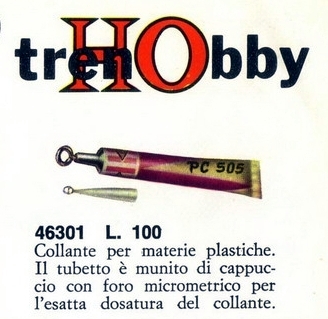 trenHObby
PC 505
46301 L. 100
Collante per materie plastiche.
Il tubetto è munito di cappuc-
cio con foro micrometrico per
l'esatta dosatura del collante.